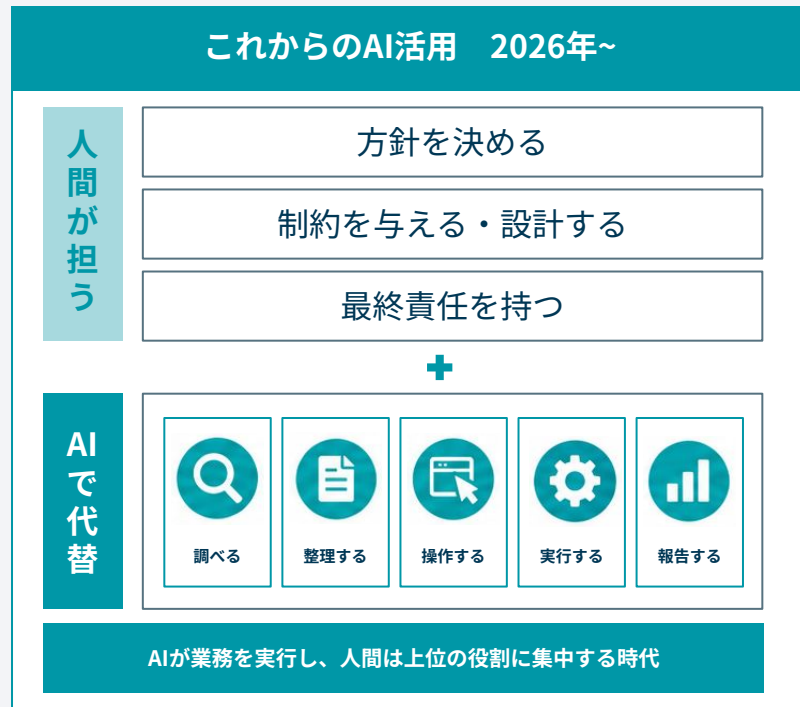 これからのAI活用　2026年~
人間が担う
方針を決める
制約を与える・設計する
最終責任を持つ
AIで代替
調べる
整理する
操作する
実行する
報告する
AIが業務を実行し、人間は上位の役割に集中する時代